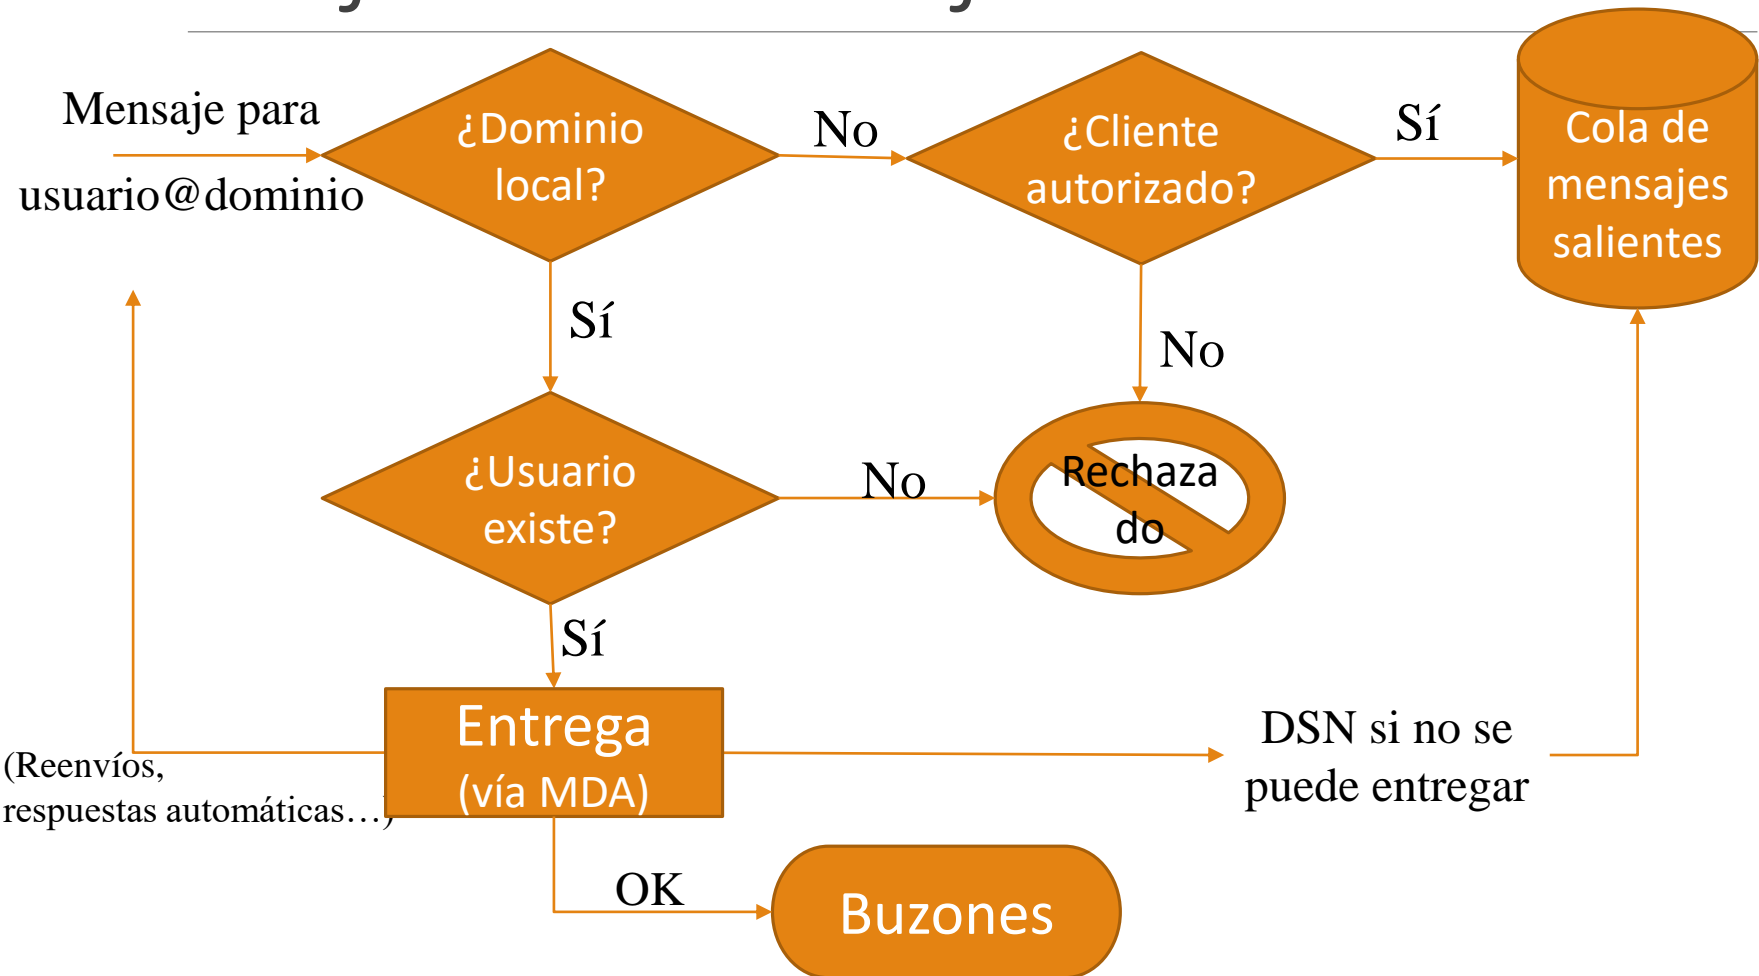 Mensaje para
usuario@dominio
¿Dominio
local?
No
¿Cliente
autorizado?
Sí
Cola de
mensajes
salientes
Sí
No
¿Usuario
existe?
No
Rechaza
do
Sí
Entrega
(vía MDA)
(Reenvíos,
respuestas automáticas…)
DSN si no se
puede entregar
OK
Buzones